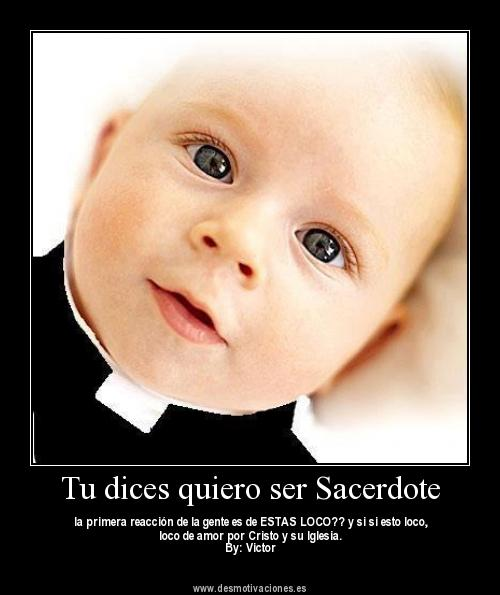 Tu dices quiero ser Sacerdote
la primera reacción de la gente es de ESTAS LOCO?? y si si esto loco,
loco de amor por Cristo y su Iglesia.
By: Victor
www.desmotivaciones.es